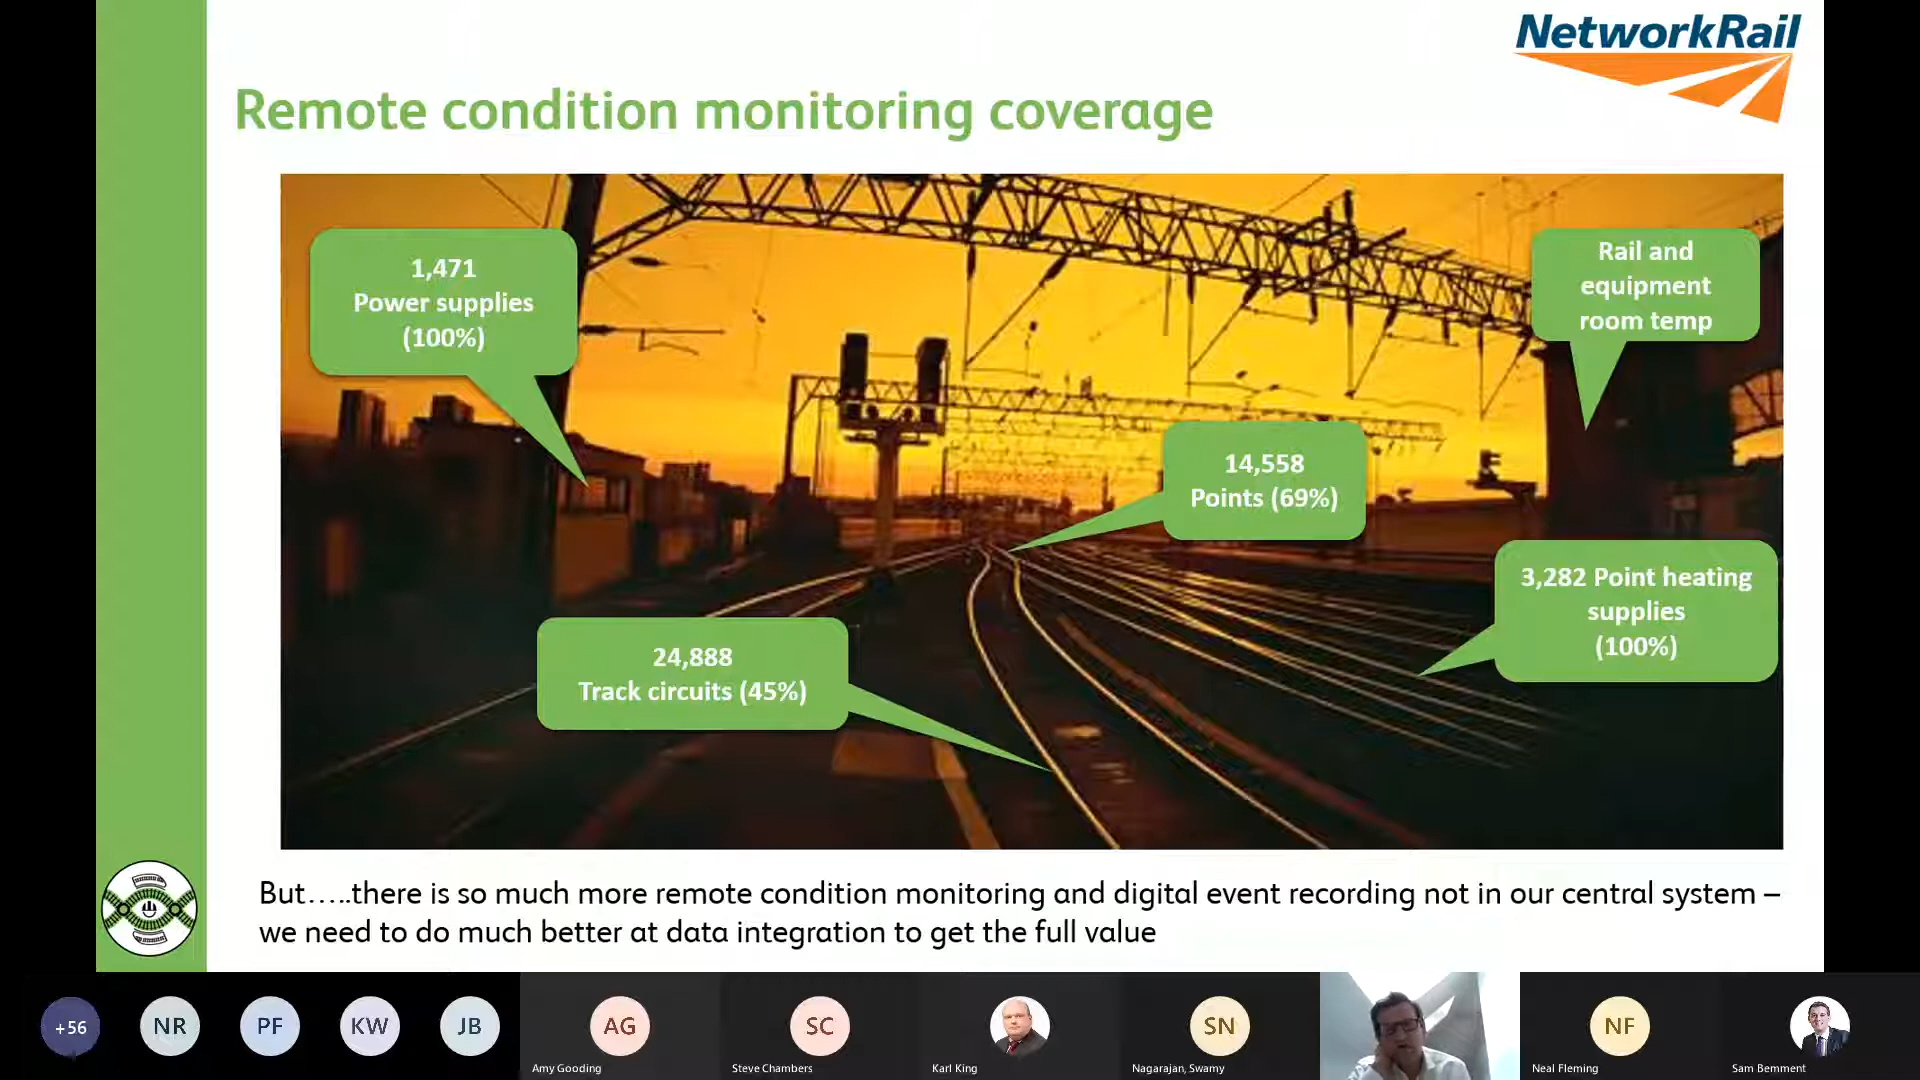 NetworkRail
Remote condition monitoring coverage
1,471
Power supplies
(100%)
Rail and
equipment
room temp
14,558
Points (69%)
3,282 Point heating
supplies
(100%)
24,888
Track circuits (45%)
But…..there is so much more remote condition monitoring and digital event recording not in our central system –
we need to do much better at data integration to get the full value
+56
NR
PF
KW
JB
AG
SC
SN
NF
Amy Gooding
Steve Chambers
Karl King
Nagarajan, Swamy
Neal Fleming
Sam Bemment